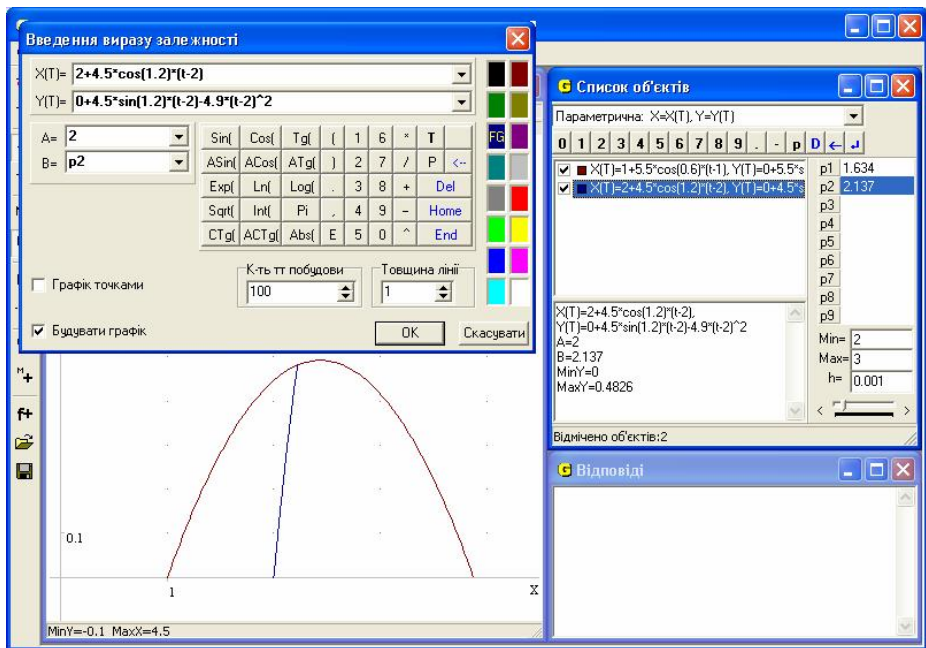 Введення виразу залежності
X(T)= 2+4.5*cos(1.2)*(t-2)
Y(T)= 0+4.5*sin(1.2)*(t-2)-4.9*(t-2)^2
A= 2
B= p2
Sin( Cos( Tg( ( 1 6 * T
ASin( ACos( ATg( ) 2 7 / P <--
Exp( Ln( Log( . 3 8 + Del
Sqrt( Int( Pi , 4 9 - Home
CTg( ACTg( Abs( E 5 0 ^ End
FG
Графік точками
К-ть тт побудови
100
Товщина лінії
1
Будувати графік
OK
Скасувати
M+
f+
0.1
1
X
MinY=-0.1 MaxX=4.5
Список об'єктів
Параметрична: X=X(T), Y=Y(T)
0 1 2 3 4 5 6 7 8 9 . - p D ← ↲
X(T)=1+5.5*cos(0.6)*(t-1), Y(T)=0+5.5*s
X(T)=2+4.5*cos(1.2)*(t-2), Y(T)=0+4.5*s
p1 1.634
p2 2.137
p3
p4
p5
p6
p7
p8
p9
X(T)=2+4.5*cos(1.2)*(t-2),
Y(T)=0+4.5*sin(1.2)*(t-2)-4.9*(t-2)^2
A=2
B=2.137
MinY=0
MaxY=0.4826
Min= 2
Max= 3
h= 0.001
< >
Відмічено об'єктів:2
Відповіді